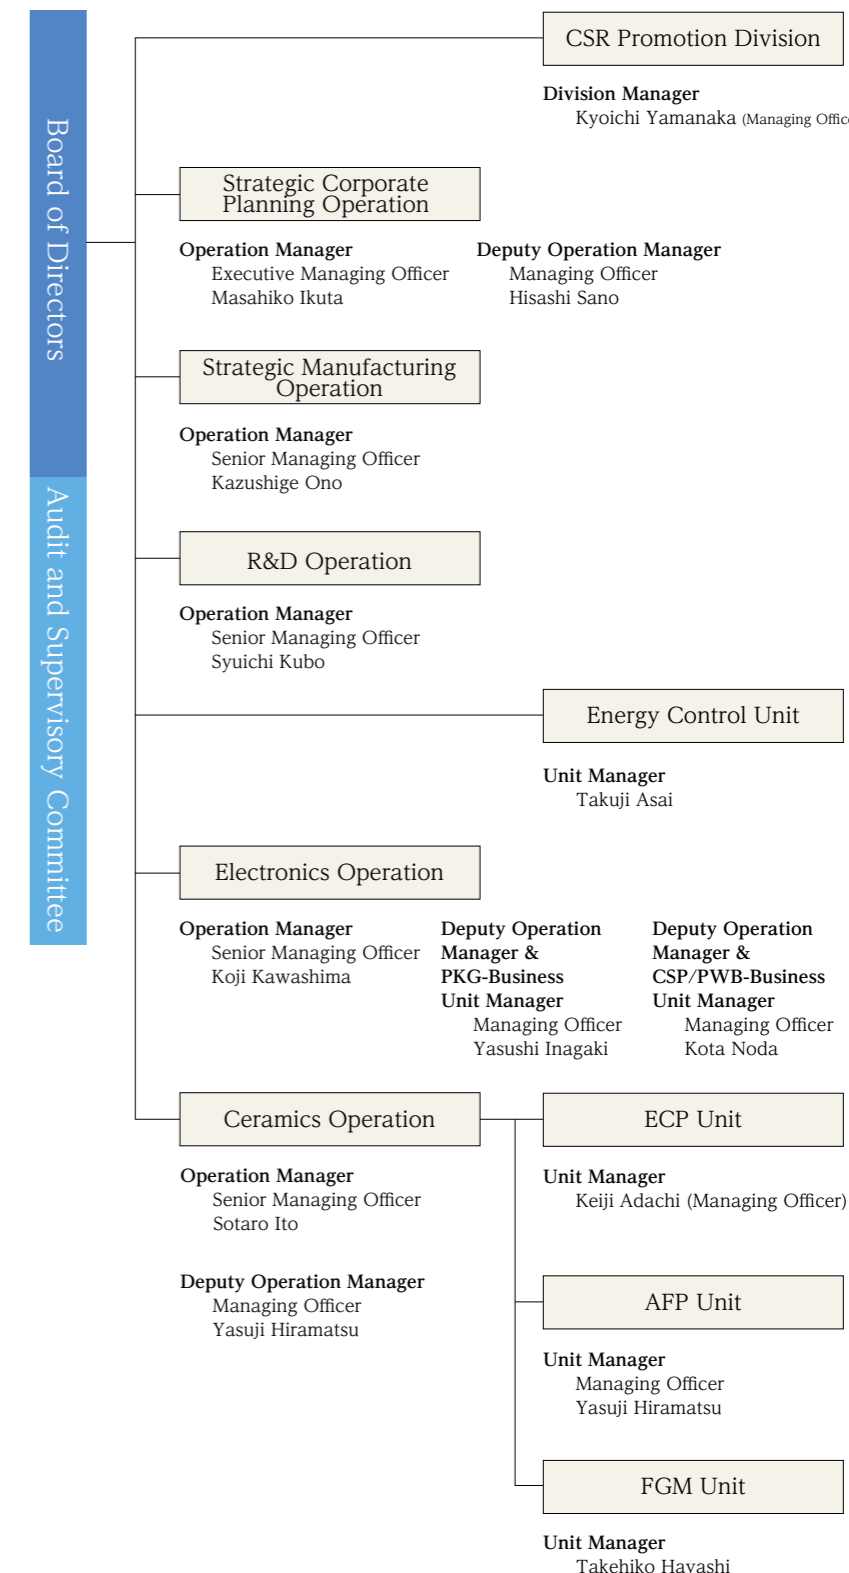 Board of Directors
Audit and Supervisory Committee
CSR Promotion Division
Division Manager
Kyoichi Yamanaka (Managing Offic
Strategic Corporate
Planning Operation
Operation Manager
Executive Managing Officer
Masahiko Ikuta
Deputy Operation Manager
Managing Officer
Hisashi Sano
Strategic Manufacturing
Operation
Operation Manager
Senior Managing Officer
Kazushige Ono
R&D Operation
Operation Manager
Senior Managing Officer
Syuichi Kubo
Energy Control Unit
Unit Manager
Takuji Asai
Electronics Operation
Operation Manager
Senior Managing Officer
Koji Kawashima
Deputy Operation
Manager &
PKG-Business
Unit Manager
Managing Officer
Yasushi Inagaki
Deputy Operation
Manager &
CSP/PWB-Business
Unit Manager
Managing Officer
Kota Noda
Ceramics Operation
Operation Manager
Senior Managing Officer
Sotaro Ito
Deputy Operation Manager
Managing Officer
Yasuji Hiramatsu
ECP Unit
Unit Manager
Keiji Adachi (Managing Officer)
AFP Unit
Unit Manager
Managing Officer
Yasuji Hiramatsu
FGM Unit
Unit Manager
Takehiko Hayashi